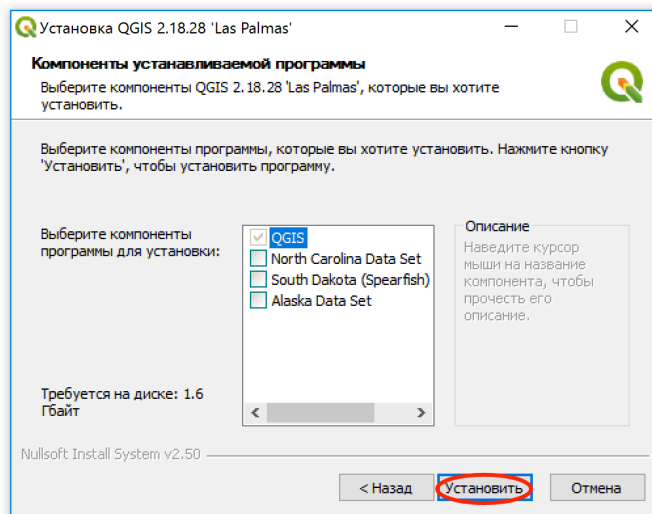 Установка QGIS 2.18.28 'Las Palmas'
Компоненты устанавливаемой программы
Выберите компоненты QGIS 2.18.28 'Las Palmas', которые вы хотите
установить.
Выберите компоненты программы, которые вы хотите установить. Нажмите кнопку
'Установить', чтобы установить программу.
Выберите компоненты
программы для установки:
QGIS
North Carolina Data Set
South Dakota (Spearfish)
Alaska Data Set
Описание
Наведите курсор
мыши на название
компонента, чтобы
прочесть его
описание.
Требуется на диске: 1.6
Гбайт
Nullsoft Install System v2.50
< Назад
Установить
Отмена